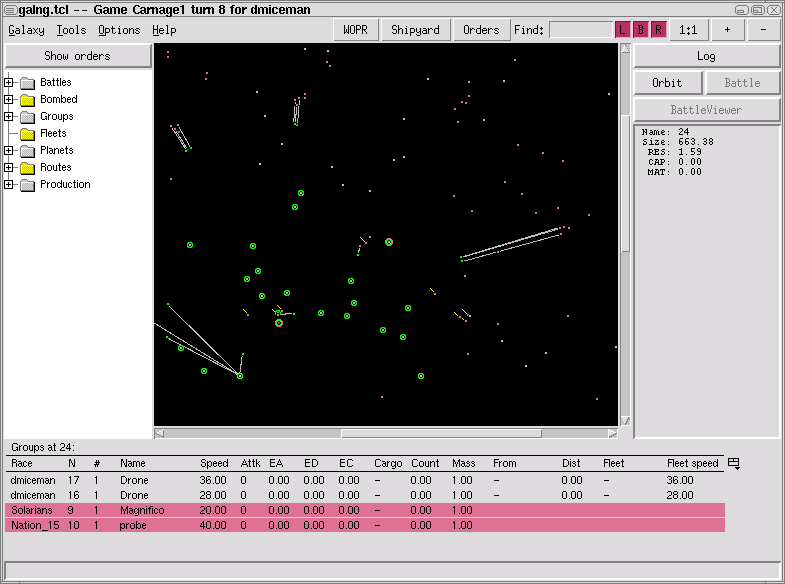 galng.tcl -- Game Carnage1 turn 8 for dmiceman
Galaxy Tools Options Help WOPR Shipyard Orders Find: L B R 1:1 + -
Show orders
Log
Battles
Bombed
Groups
Fleets
Planets
Routes
Production
Orbit Battle
BattleViewer
Name: 24
Size: 663.38
RES: 1.59
CAP: 0.00
MAT: 0.00
Groups at 24:
Race N # Name Speed Attk EA ED EC Cargo Count Mass From Dist Fleet Fleet speed
dmiceman 17 1 Drone 36.00 0 0.00 0.00 0.00 - 0.00 1.00 - 0.00 - 36.00
dmiceman 16 1 Drone 28.00 0 0.00 0.00 0.00 - 0.00 1.00 - 0.00 - 28.00
Solarians 9 1 Magnifico 20.00 0 0.00 0.00 0.00 - 0.00 1.00
Nation_15 10 1 probe 40.00 0 0.00 0.00 0.00 - 0.00 1.00